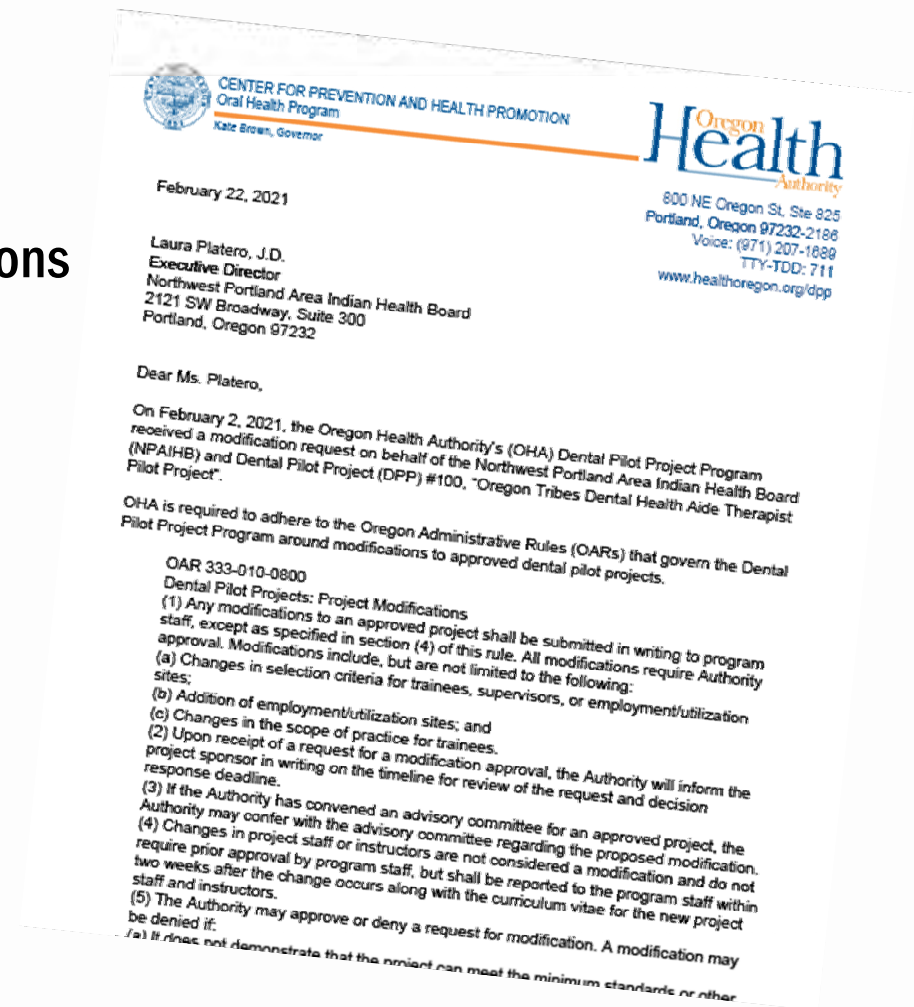 ons
CENTER FOR PREVENTION AND HEALTH PROMOTION
Oral Health Program
Kate Brown, Governor
Oregon
Health
Authority
800 NE Oregon St, Ste 825
Portland, Oregon 97232-2186
Voice: (971) 207-1689
TTY-TDD: 711
www.healthoregon.org/dpp
February 22, 2021
Laura Platero, J.D.
Executive Director
Northwest Portland Area Indian Health Board
2121 SW Broadway, Suite 300
Portland, Oregon 97232
Dear Ms. Platero,
On February 2, 2021, the Oregon Health Authority's (OHA) Dental Pilot Project Program
received a modification request on behalf of the Northwest Portland Area Indian Health Board
(NPAIHB) and Dental Pilot Project (DPP) #100, "Oregon Tribes Dental Health Aide Therapist
Pilot Project".
OHA is required to adhere to the Oregon Administrative Rules (OARs) that govern the Dental
Pilot Project Program around modifications to approved dental pilot projects.
OAR 333-010-0800
Dental Pilot Projects: Project Modifications
(1) Any modifications to an approved project shall be submitted in writing to program
staff, except as specified in section (4) of this rule. All modifications require Authority
approval. Modifications include, but are not limited to the following:
(a) Changes in selection criteria for trainees, supervisors, or employment/utilization
sites;
(b) Addition of employment/utilization sites; and
(c) Changes in the scope of practice for trainees.
(2) Upon receipt of a request for a modification approval, the Authority will inform the
project sponsor in writing on the timeline for review of the request and decision
response deadline.
(3) If the Authority has convened an advisory committee for an approved project, the
Authority may confer with the advisory committee regarding the proposed modification.
(4) Changes in project staff or instructors are not considered a modification and do not
require prior approval by program staff, but shall be reported to the program staff within
two weeks after the change occurs along with the curriculum vitae for the new project
staff and instructors.
(5) The Authority may approve or deny a request for modification. A modification may
be denied if:
(a) It does not demonstrate that the project can meet the minimum standards or other